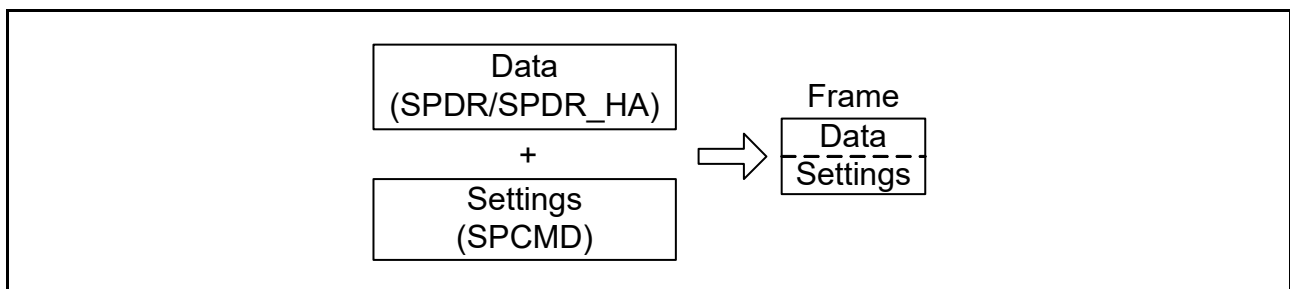 Data
(SPDR/SPDR_HA)
+
Settings
(SPCMD)
Frame
Data
Settings